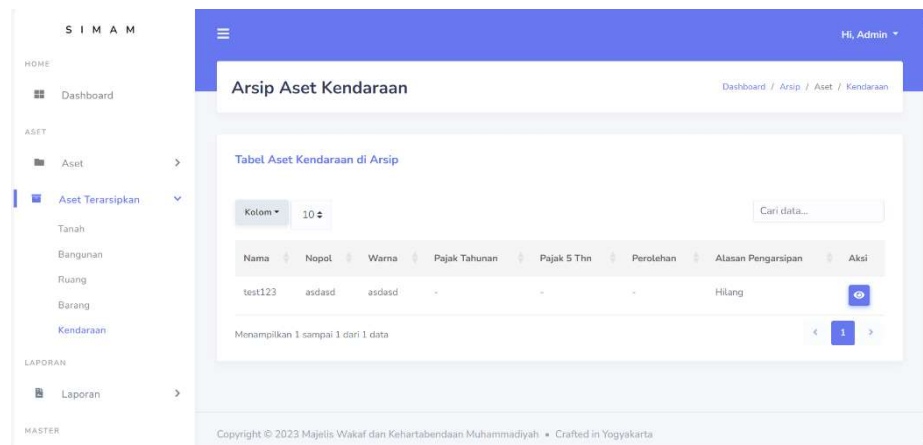 S I M A M
Hi, Admin
HOME
Dashboard
ASET
Aset
Aset Terarsipkan
Tanah
Bangunan
Ruang
Barang
Kendaraan
LAPORAN
Laporan
MASTER
Arsip Aset Kendaraan
Dashboard / Arsip / Aset / Kendaraan
Tabel Aset Kendaraan di Arsip
Kolom 10 Cari data...
Nama Nopol Warna Pajak Tahunan Pajak 5 Thn Perolehan Alasan Pengarsipan Aksi
test123 asdasd asdasd - - - Hilang
Menampilkan 1 sampai 1 dari 1 data
< 1 >
Copyright © 2023 Majelis Wakaf dan Kehartabendaan Muhammadiyah • Crafted in Yogyakarta